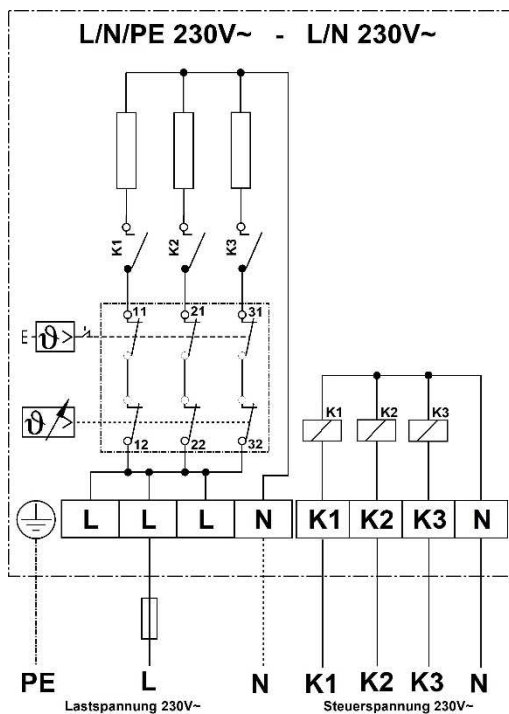 L/N/PE 230V~ - L/N 230V~
K1 K2 K3
11 21 31
E ϑ >
ϑ >
K1 K2 K3
12 22 32
L L L N K1 K2 K3 N
PE L N K1 K2 K3 N
Lastspannung 230V~ Steuerspannung 230V~